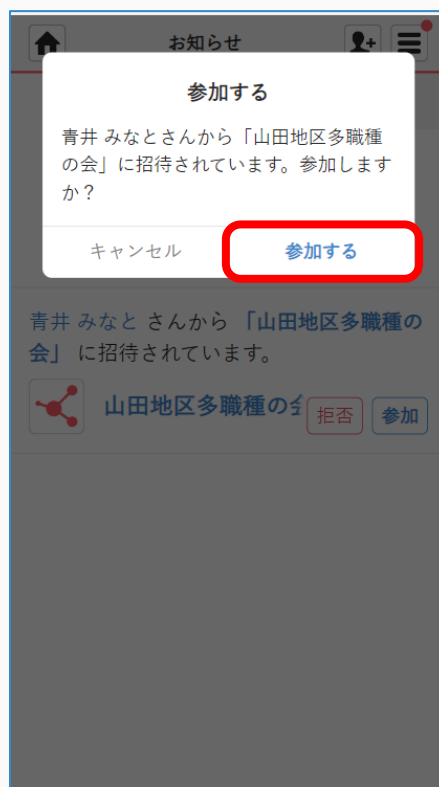 お知らせ
参加する
青井 みなとさんから「山田地区多職種
の会」に招待されています。参加します
か？
キャンセル
参加する
青井 みなと さんから 「山田地区多職種の
会」 に招待されています。
山田地区多職種の
拒否
参加